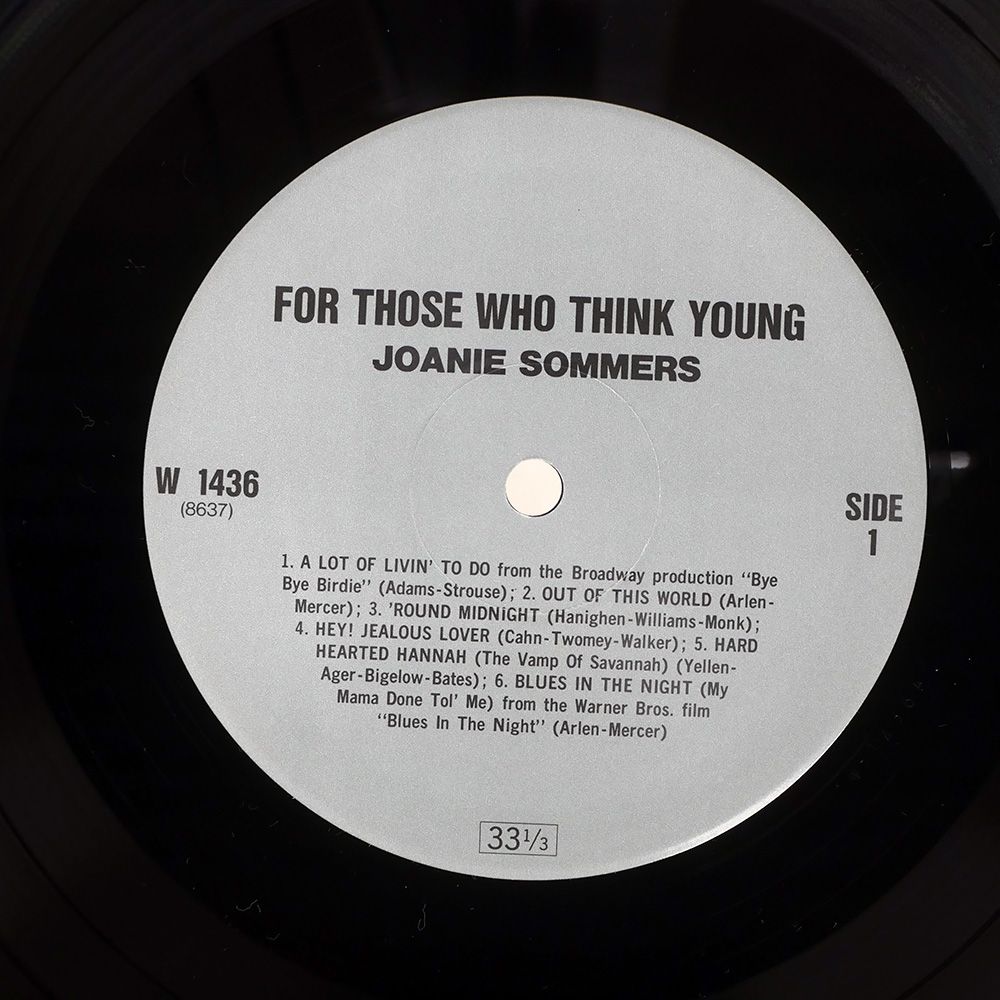 FOR THOSE WHO THINK YOUNG
JOANIE SOMMERS
W 1436
(8637)
SIDE
1
1. A LOT OF LIVIN' TO DO from the Broadway production "Bye
Bye Birdie" (Adams-Strouse); 2. OUT OF THIS WORLD (Arlen-
Mercer); 3. 'ROUND MIDNiGHT (Hanighen-Williams-Monk);
4. HEY! JEALOUS LOVER (Cahn-Twomey-Walker); 5. HARD
HEARTED HANNAH (The Vamp Of Savannah) (Yellen-
Ager-Bigelow-Bates); 6. BLUES IN THE NIGHT (My
Mama Done Tol' Me) from the Warner Bros. film
"Blues In The Night" (Arlen-Mercer)
33⅓